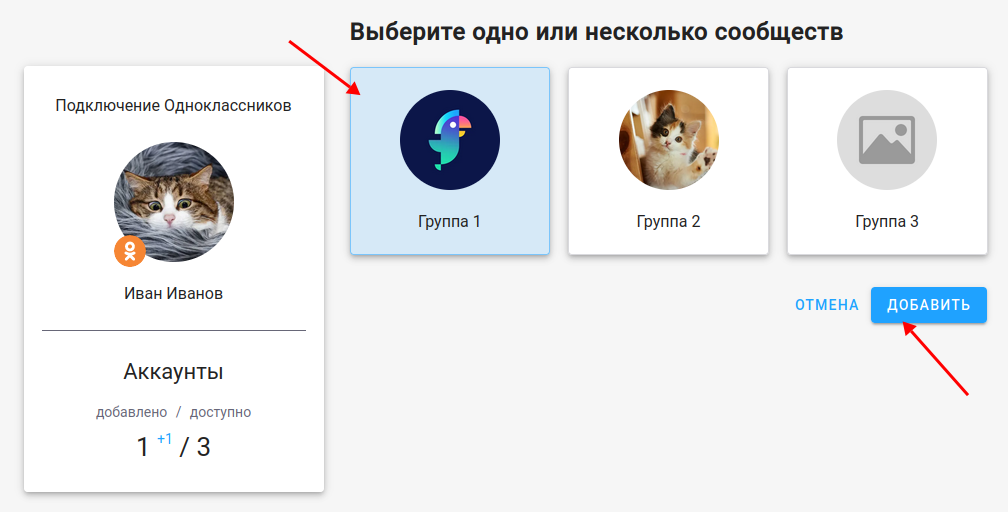 Выберите одно или несколько сообществ
Подключение Одноклассников
Иван Иванов
Аккаунты
добавлено / доступно
1 +1 / 3
Группа 1
Группа 2
Группа 3
ОТМЕНА
ДОБАВИТЬ